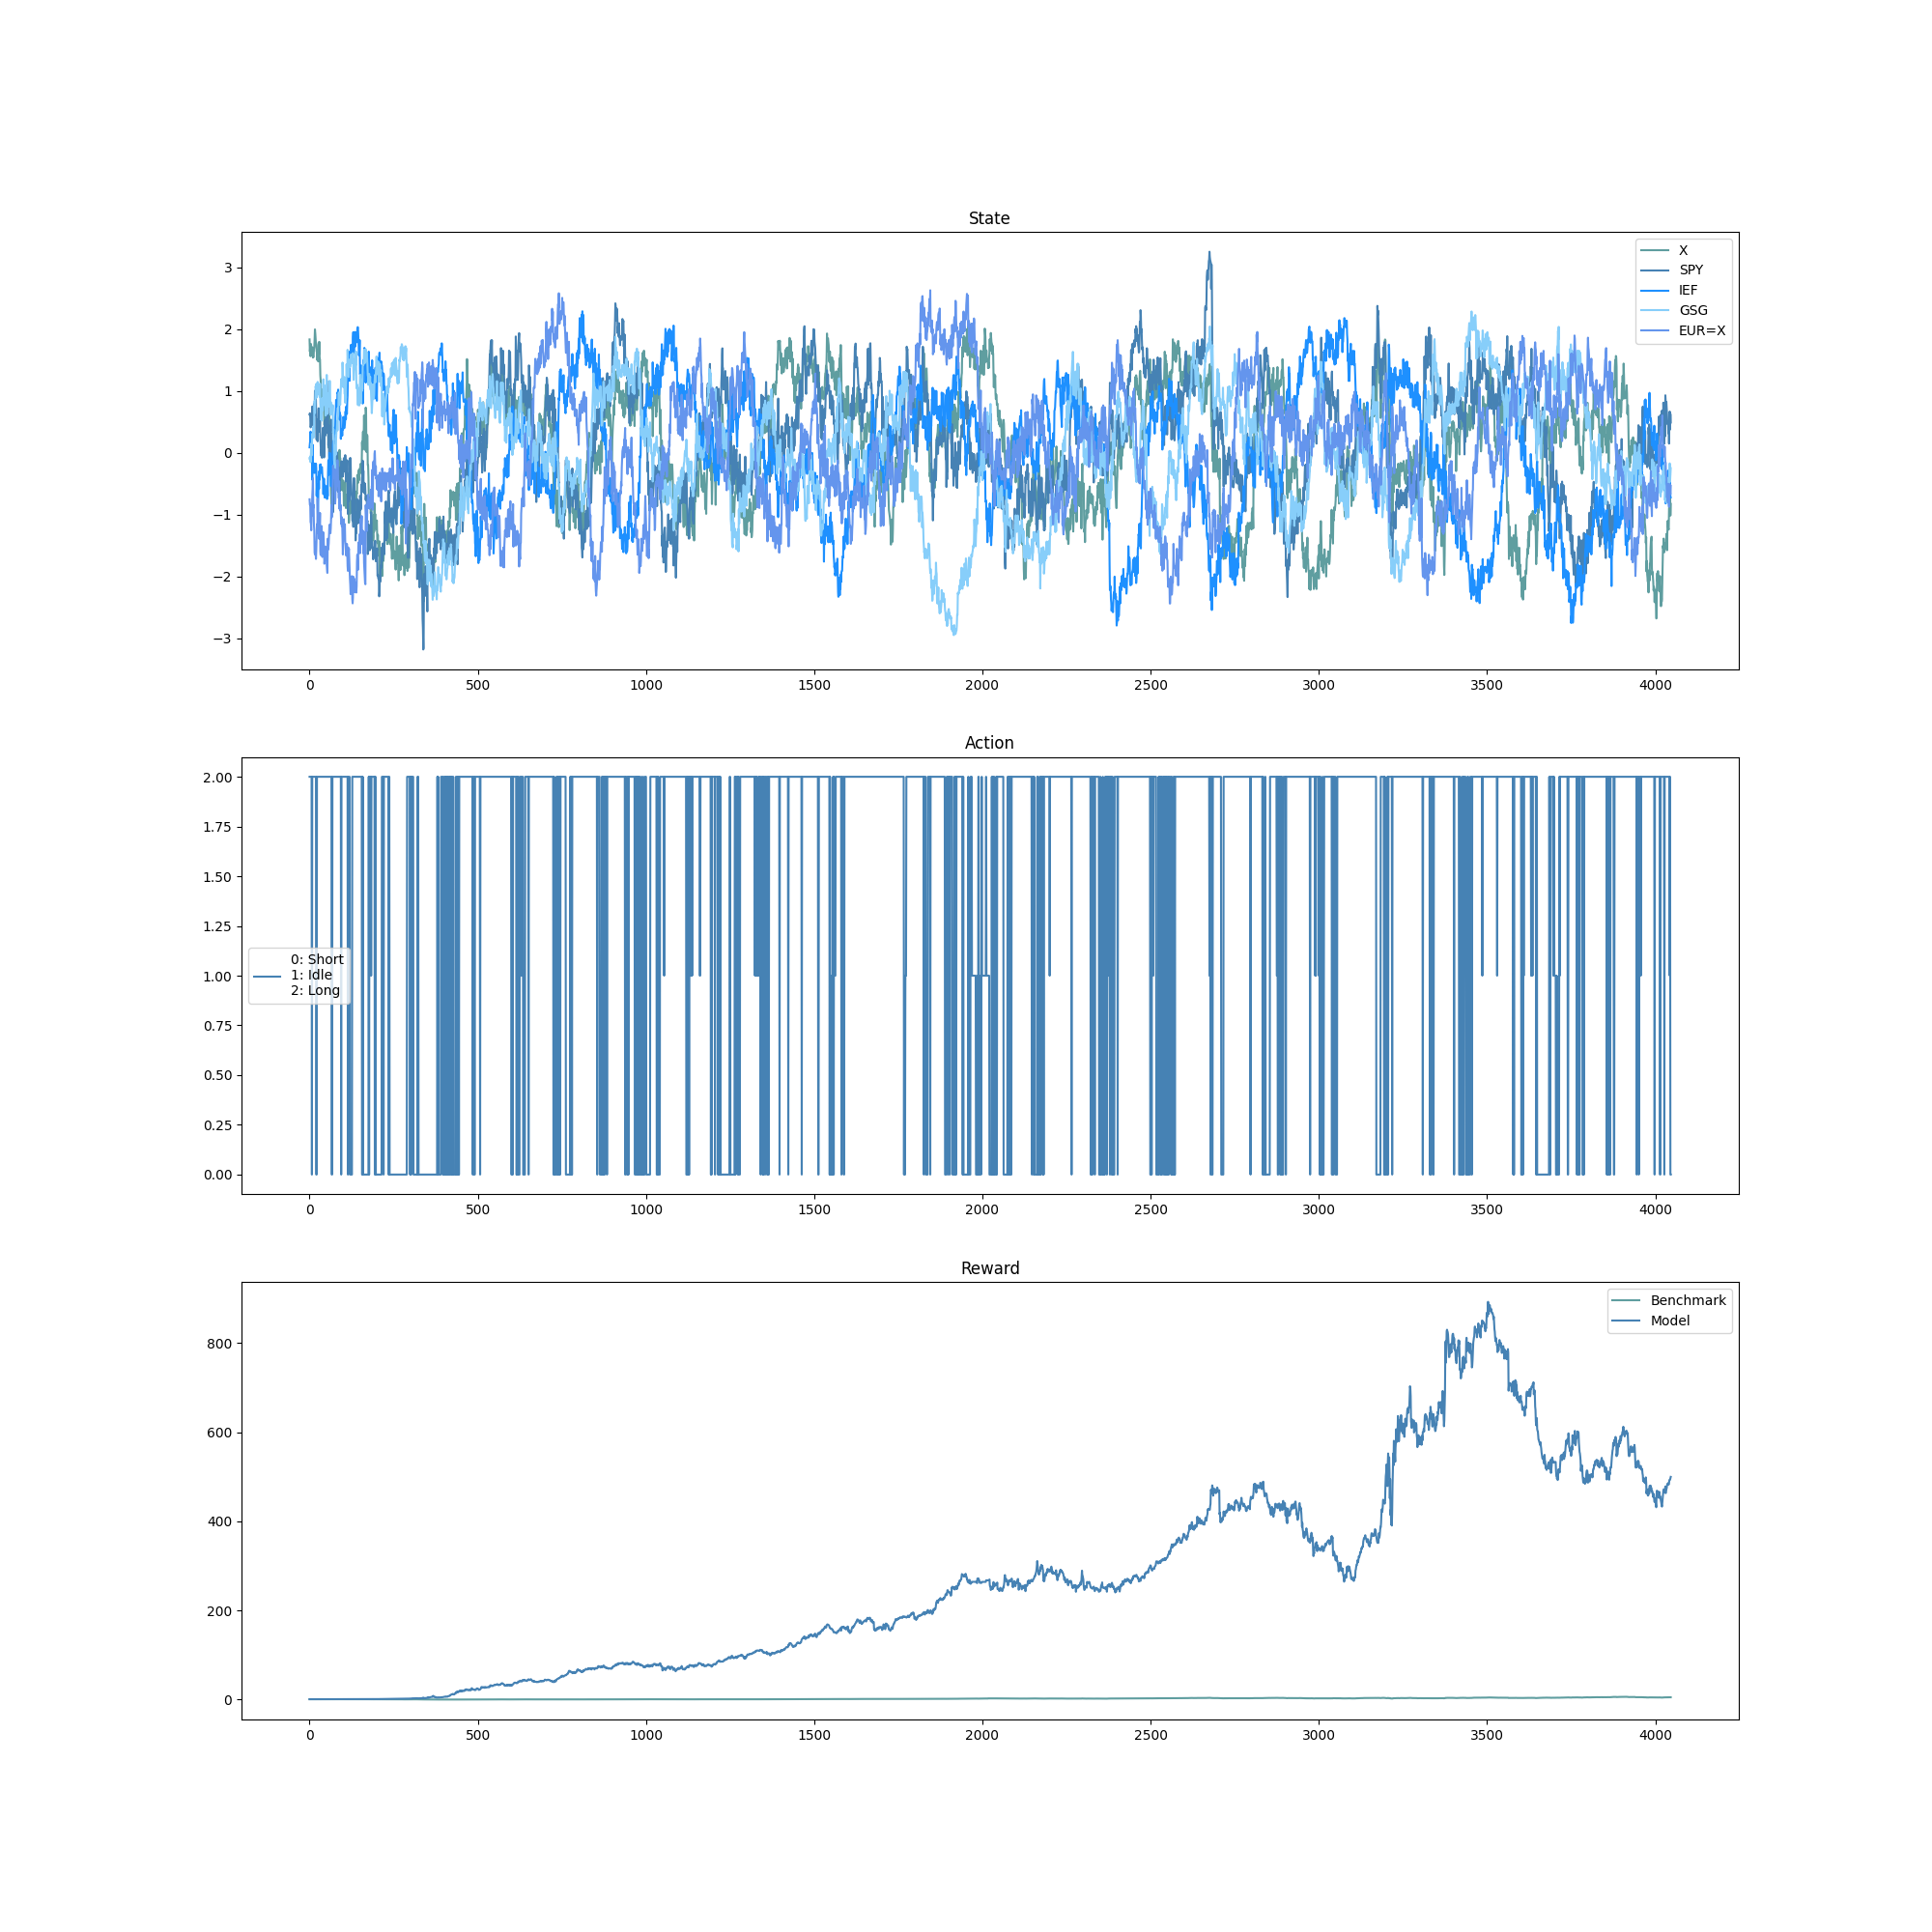 State
3
2
1
0
−1
−2
−3
X
SPY
IEF
GSG
EUR=X
0 500 1000 1500 2000 2500 3000 3500 4000
Action
2.00
1.75
1.50
1.25
1.00
0.75
0.50
0.25
0.00
0: Short
1: Idle
2: Long
0 500 1000 1500 2000 2500 3000 3500 4000
Reward
800
600
400
200
0
Benchmark
Model
0 500 1000 1500 2000 2500 3000 3500 4000